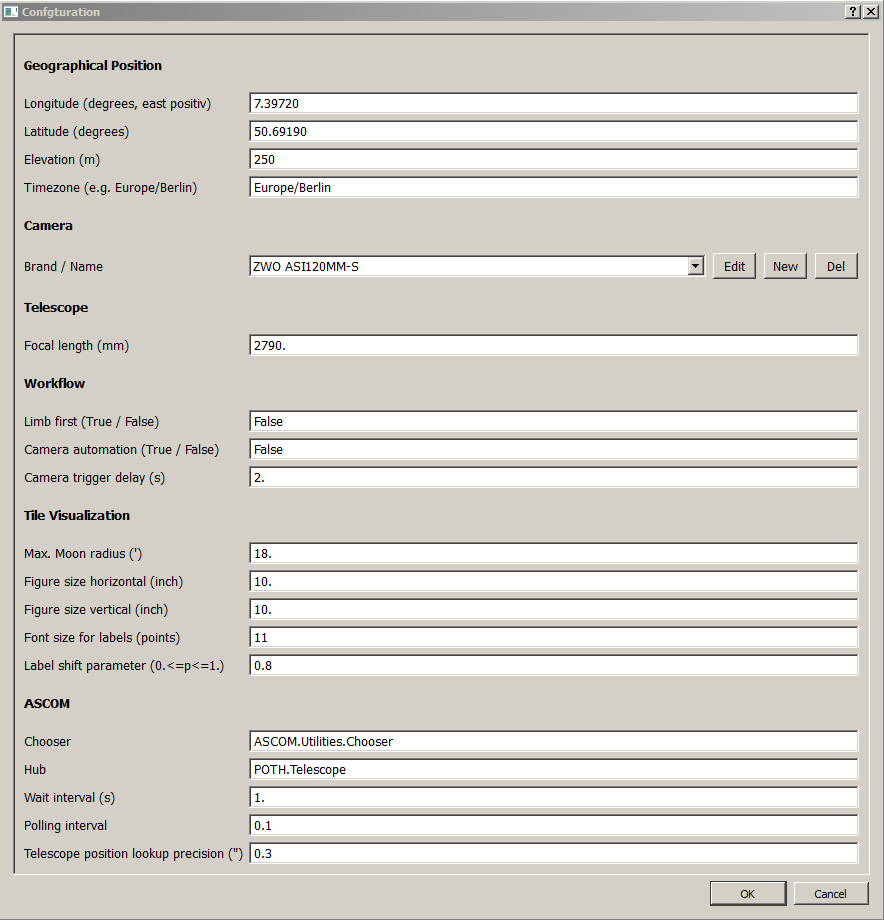 Confgturation
Geographical Position
Longitude (degrees, east positiv) 7.39720
Latitude (degrees) 50.69190
Elevation (m) 250
Timezone (e.g. Europe/Berlin) Europe/Berlin
Camera
Brand / Name ZWO ASI120MM-S Edit New Del
Telescope
Focal length (mm) 2790.
Workflow
Limb first (True / False) False
Camera automation (True / False) False
Camera trigger delay (s) 2.
Tile Visualization
Max. Moon radius (') 18.
Figure size horizontal (inch) 10.
Figure size vertical (inch) 10.
Font size for labels (points) 11
Label shift parameter (0.<=p<=1.) 0.8
ASCOM
Chooser ASCOM.Utilities.Chooser
Hub POTH.Telescope
Wait interval (s) 1.
Polling interval 0.1
Telescope position lookup precision (") 0.3
OK Cancel